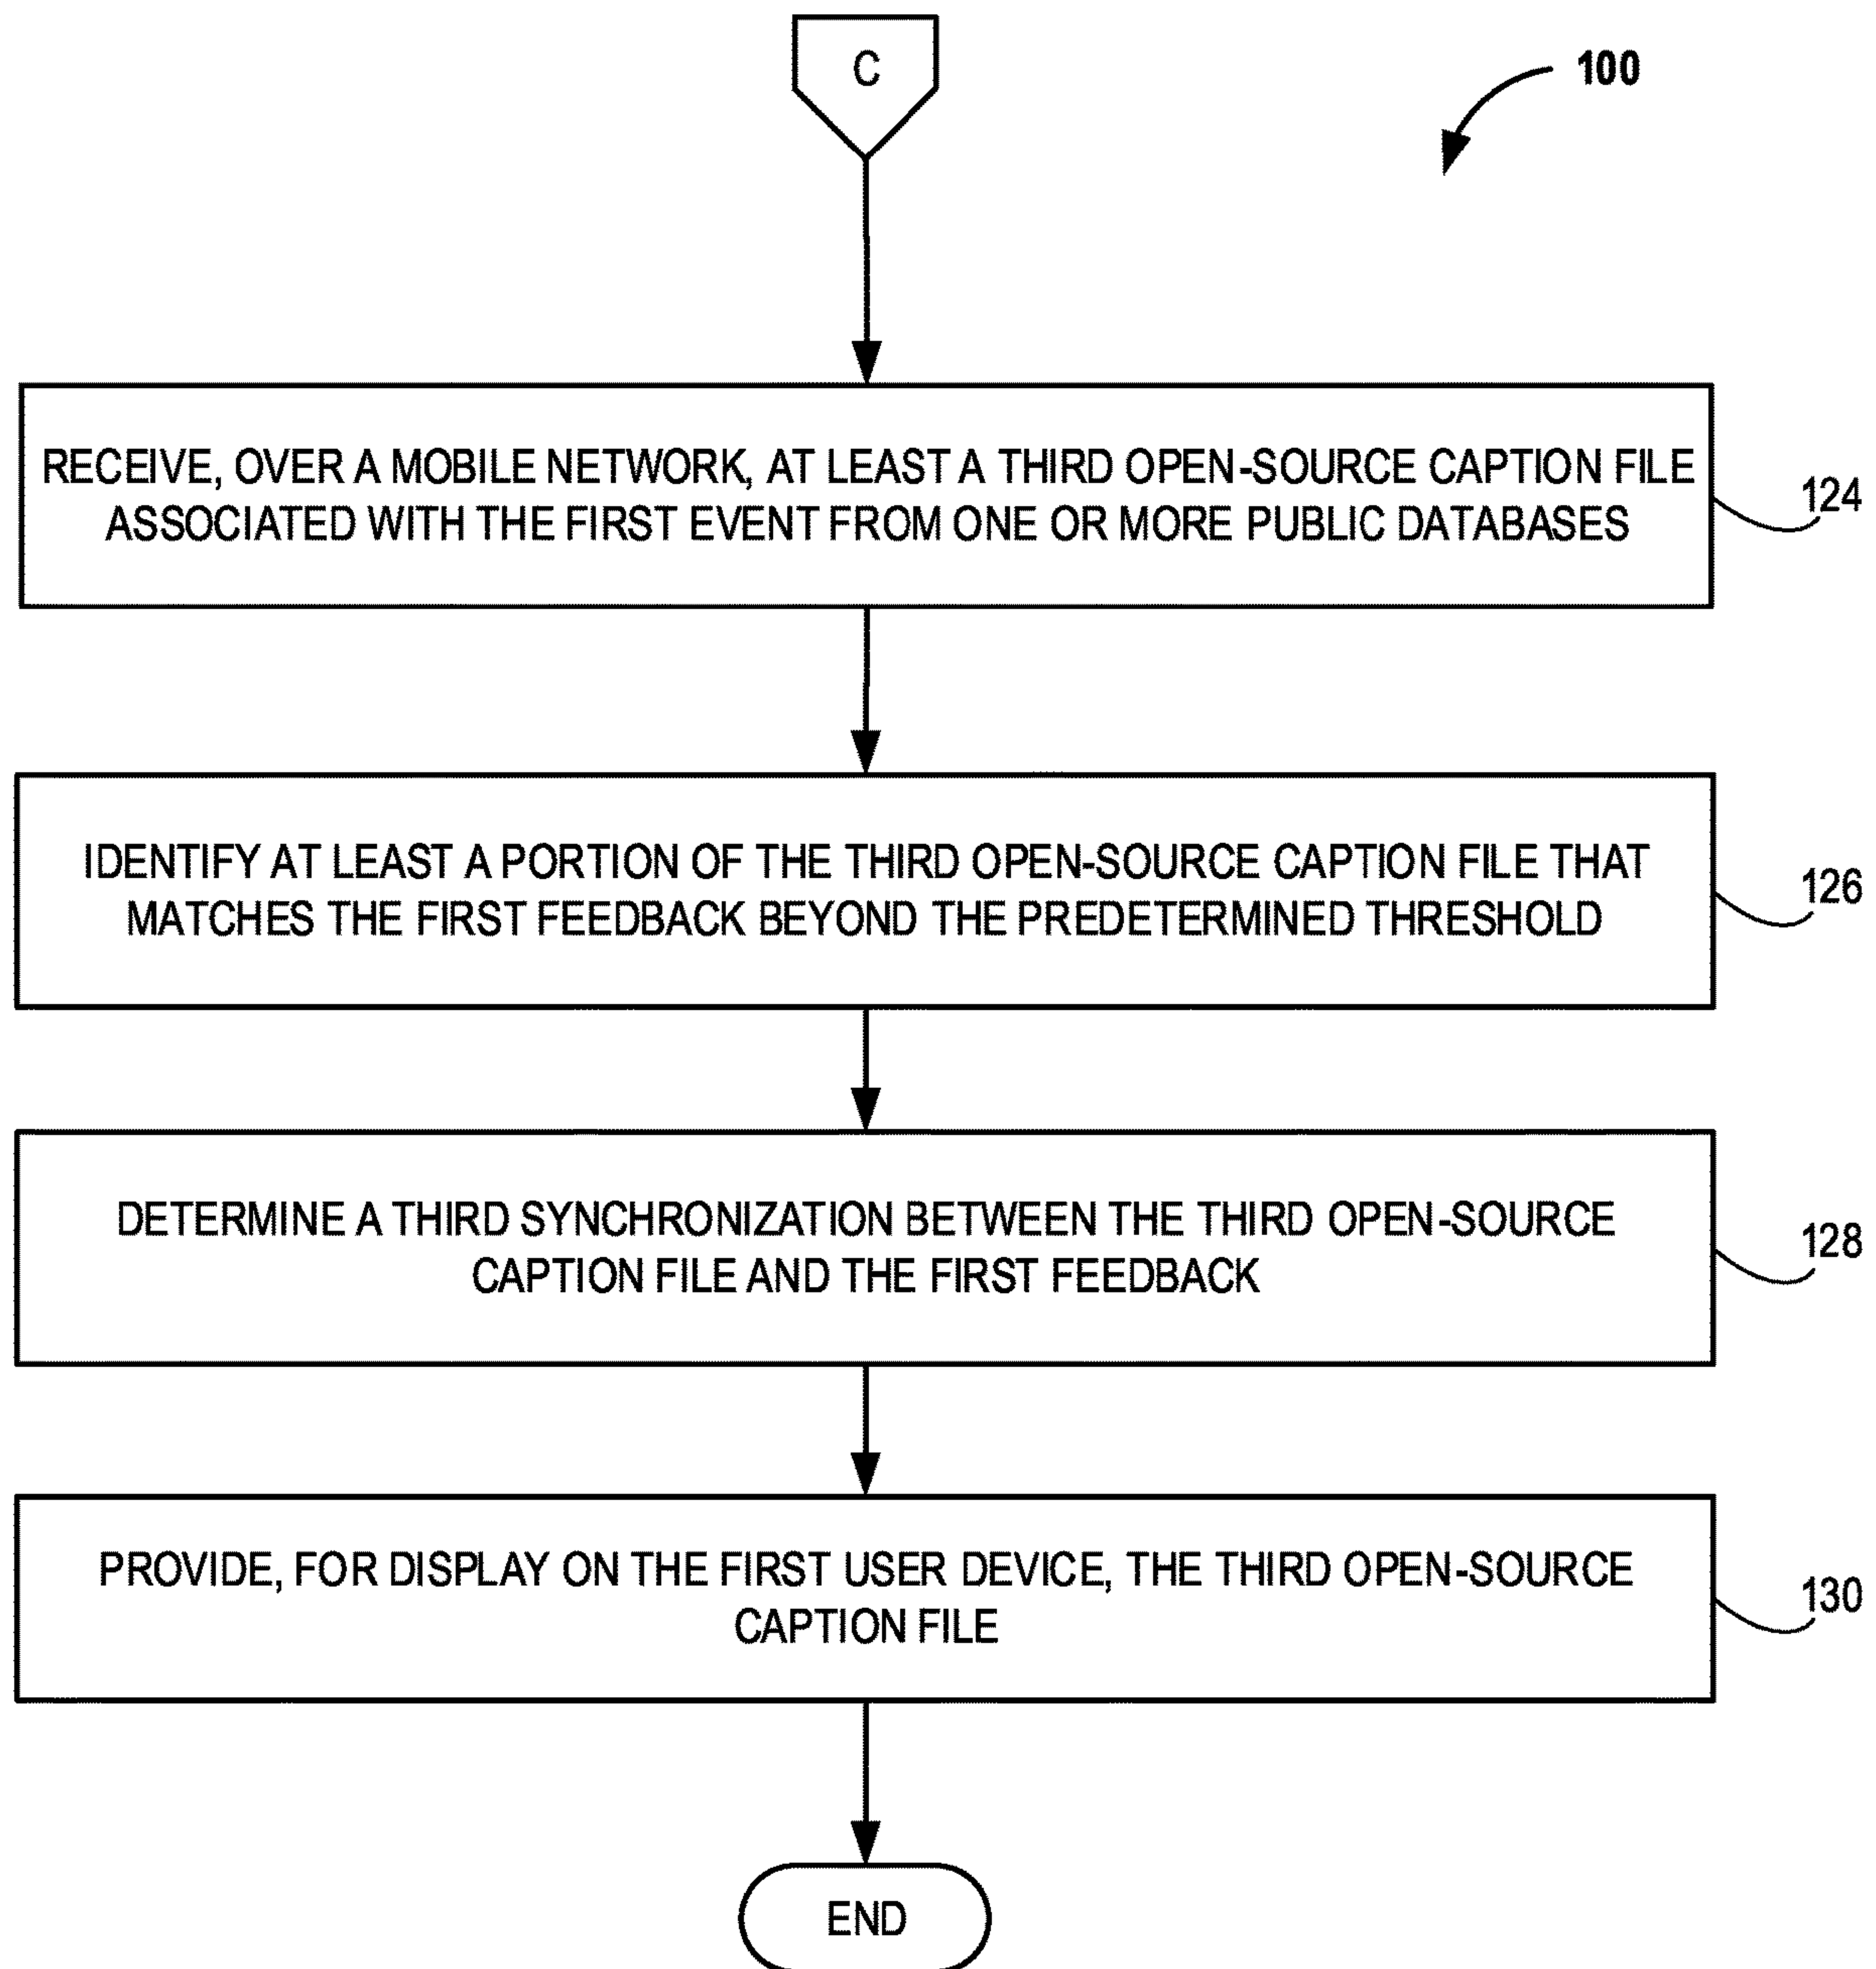 C
100
RECEIVE, OVER A MOBILE NETWORK, AT LEAST A THIRD OPEN-SOURCE CAPTION FILE
ASSOCIATED WITH THE FIRST EVENT FROM ONE OR MORE PUBLIC DATABASES
124
IDENTIFY AT LEAST A PORTION OF THE THIRD OPEN-SOURCE CAPTION FILE THAT
MATCHES THE FIRST FEEDBACK BEYOND THE PREDETERMINED THRESHOLD
126
DETERMINE A THIRD SYNCHRONIZATION BETWEEN THE THIRD OPEN-SOURCE
CAPTION FILE AND THE FIRST FEEDBACK
128
PROVIDE, FOR DISPLAY ON THE FIRST USER DEVICE, THE THIRD OPEN-SOURCE
CAPTION FILE
130
END